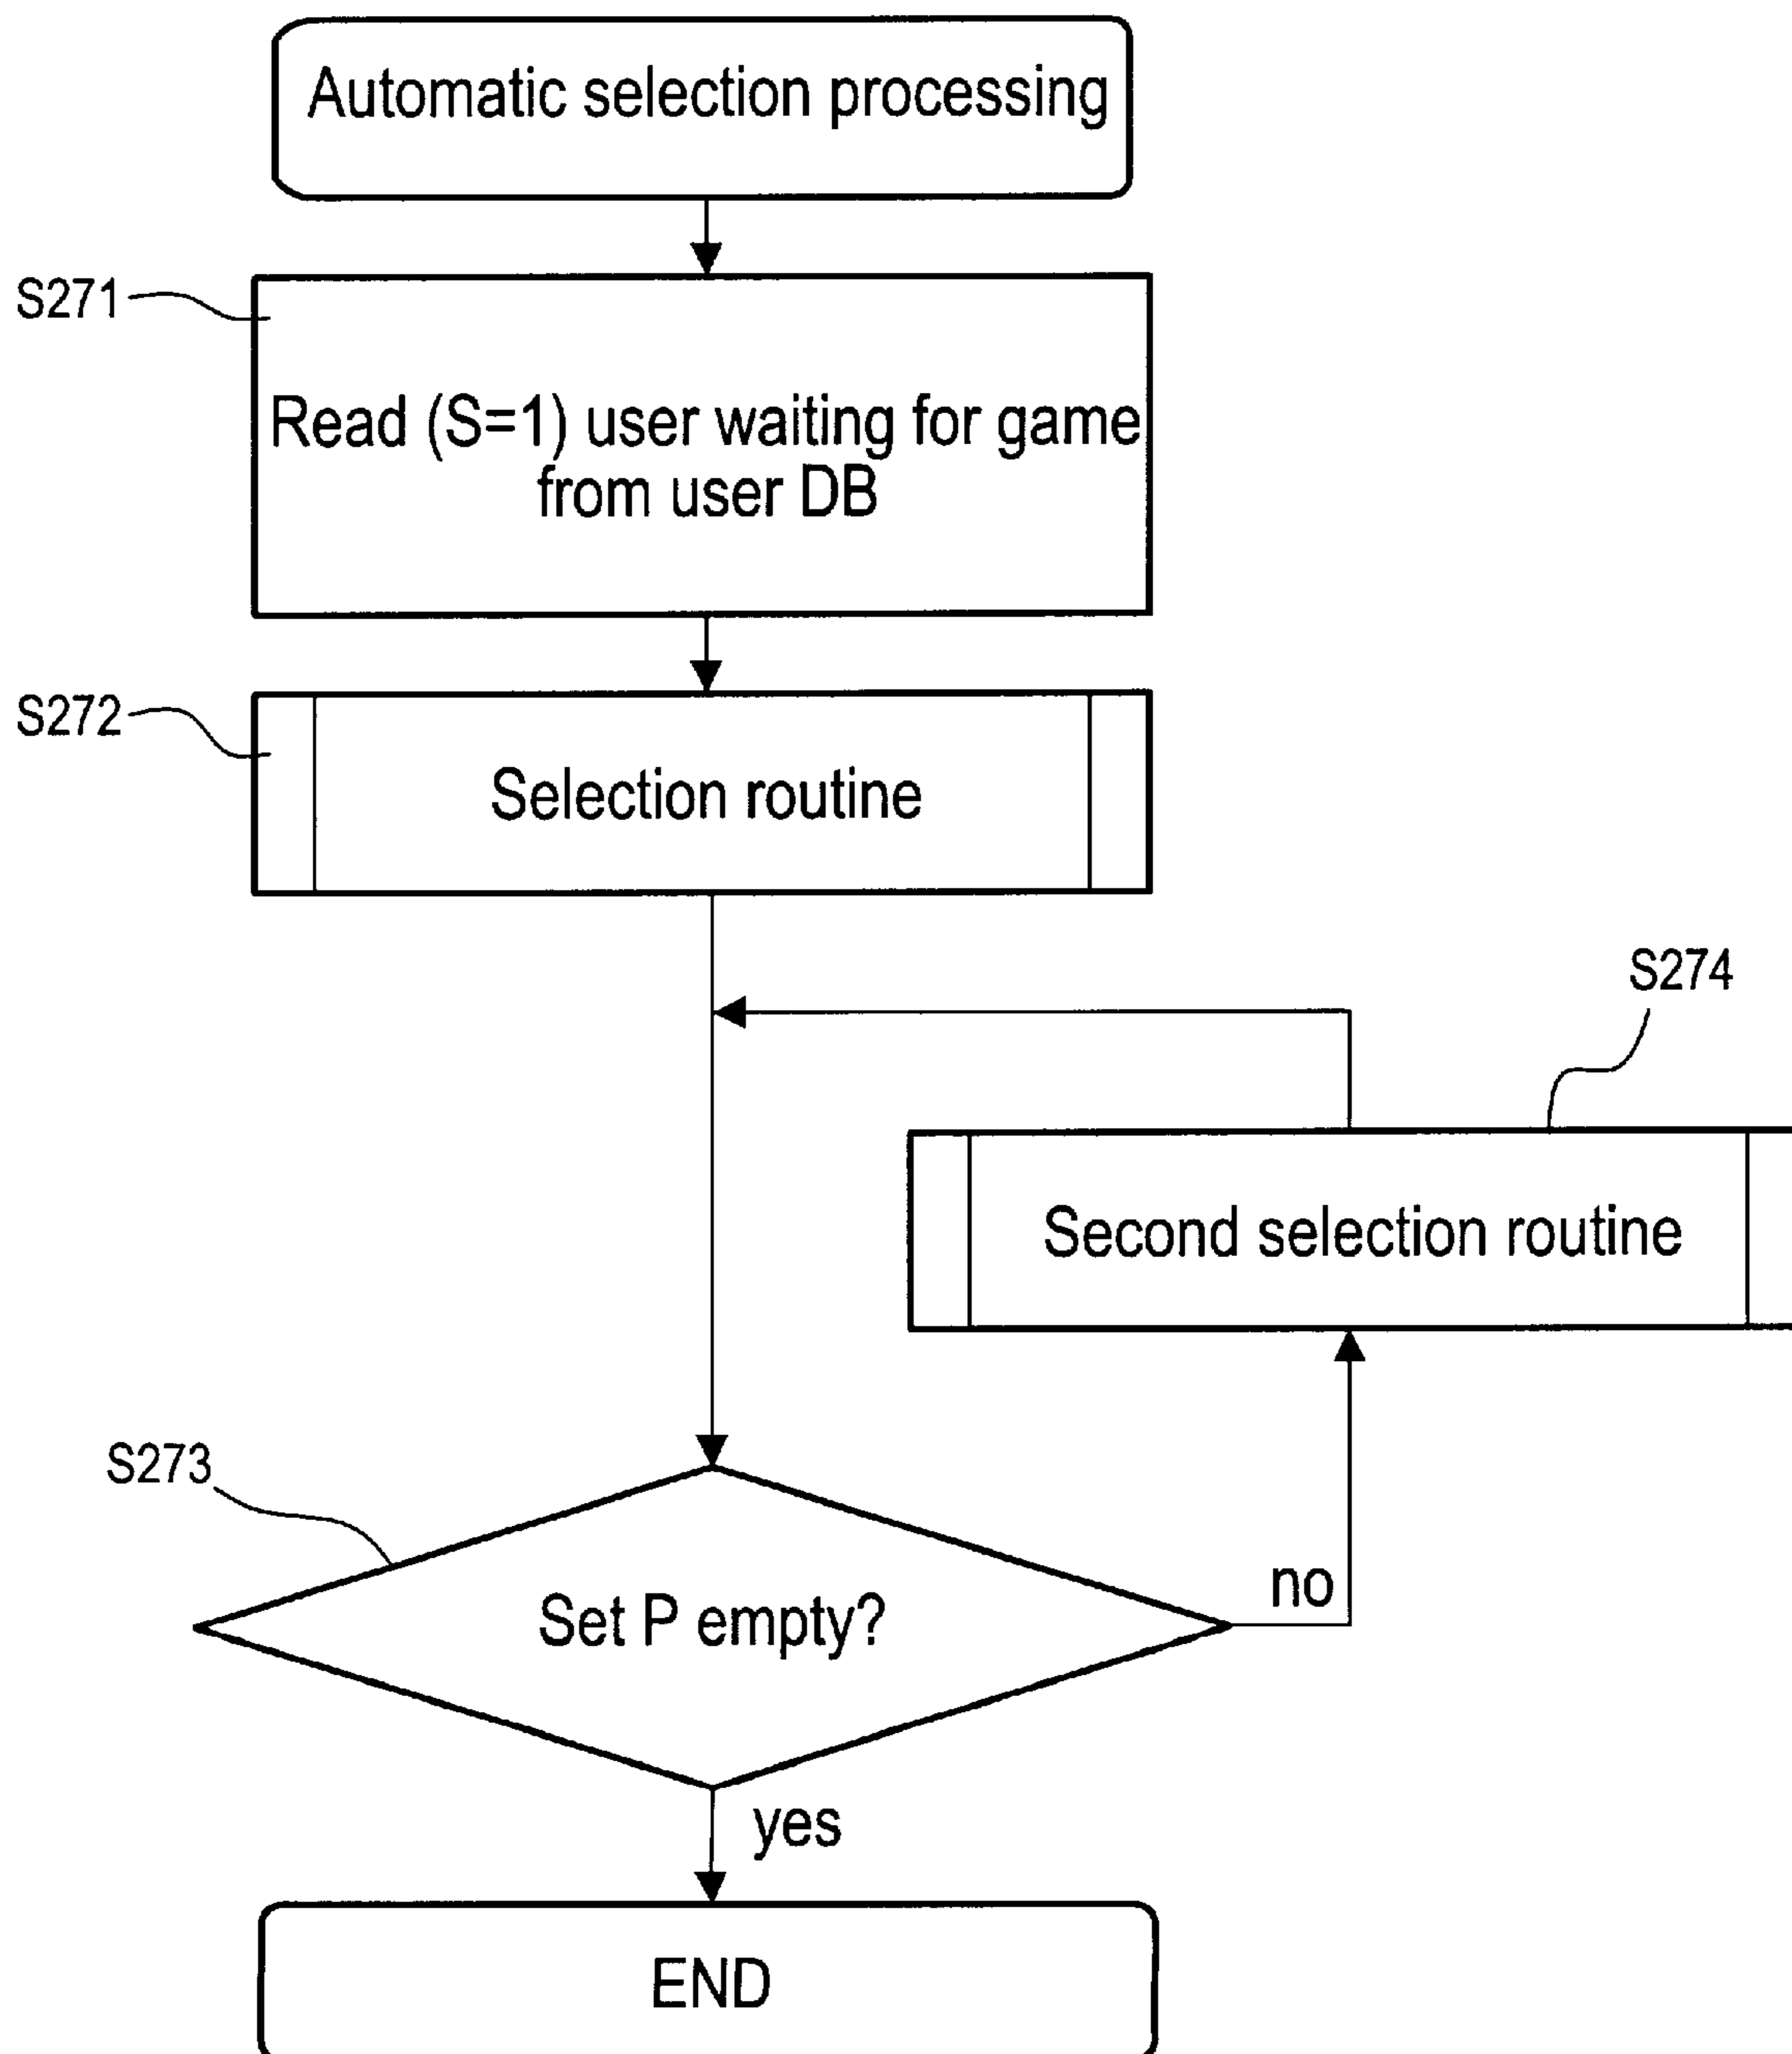 Automatic selection processing
S271
Read (S=1) user waiting for game
from user DB
S272
Selection routine
S274
Second selection routine
S273
Set P empty?
no
yes
END